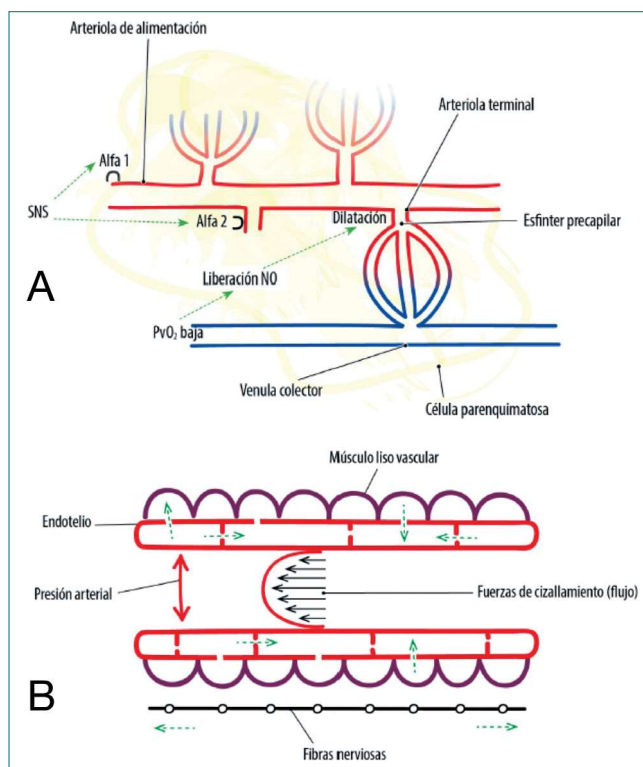 Arteriola de alimentación
Arteriola terminal
Alfa 1
SNS
Alfa 2
Dilatación
Esfinter precapilar
Liberación NO
A
PvO₂ baja
Venula colector
Célula parenquimatosa
Músculo liso vascular
Endotelio
Presión arterial
Fuerzas de cizallamiento (flujo)
B
Fibras nerviosas